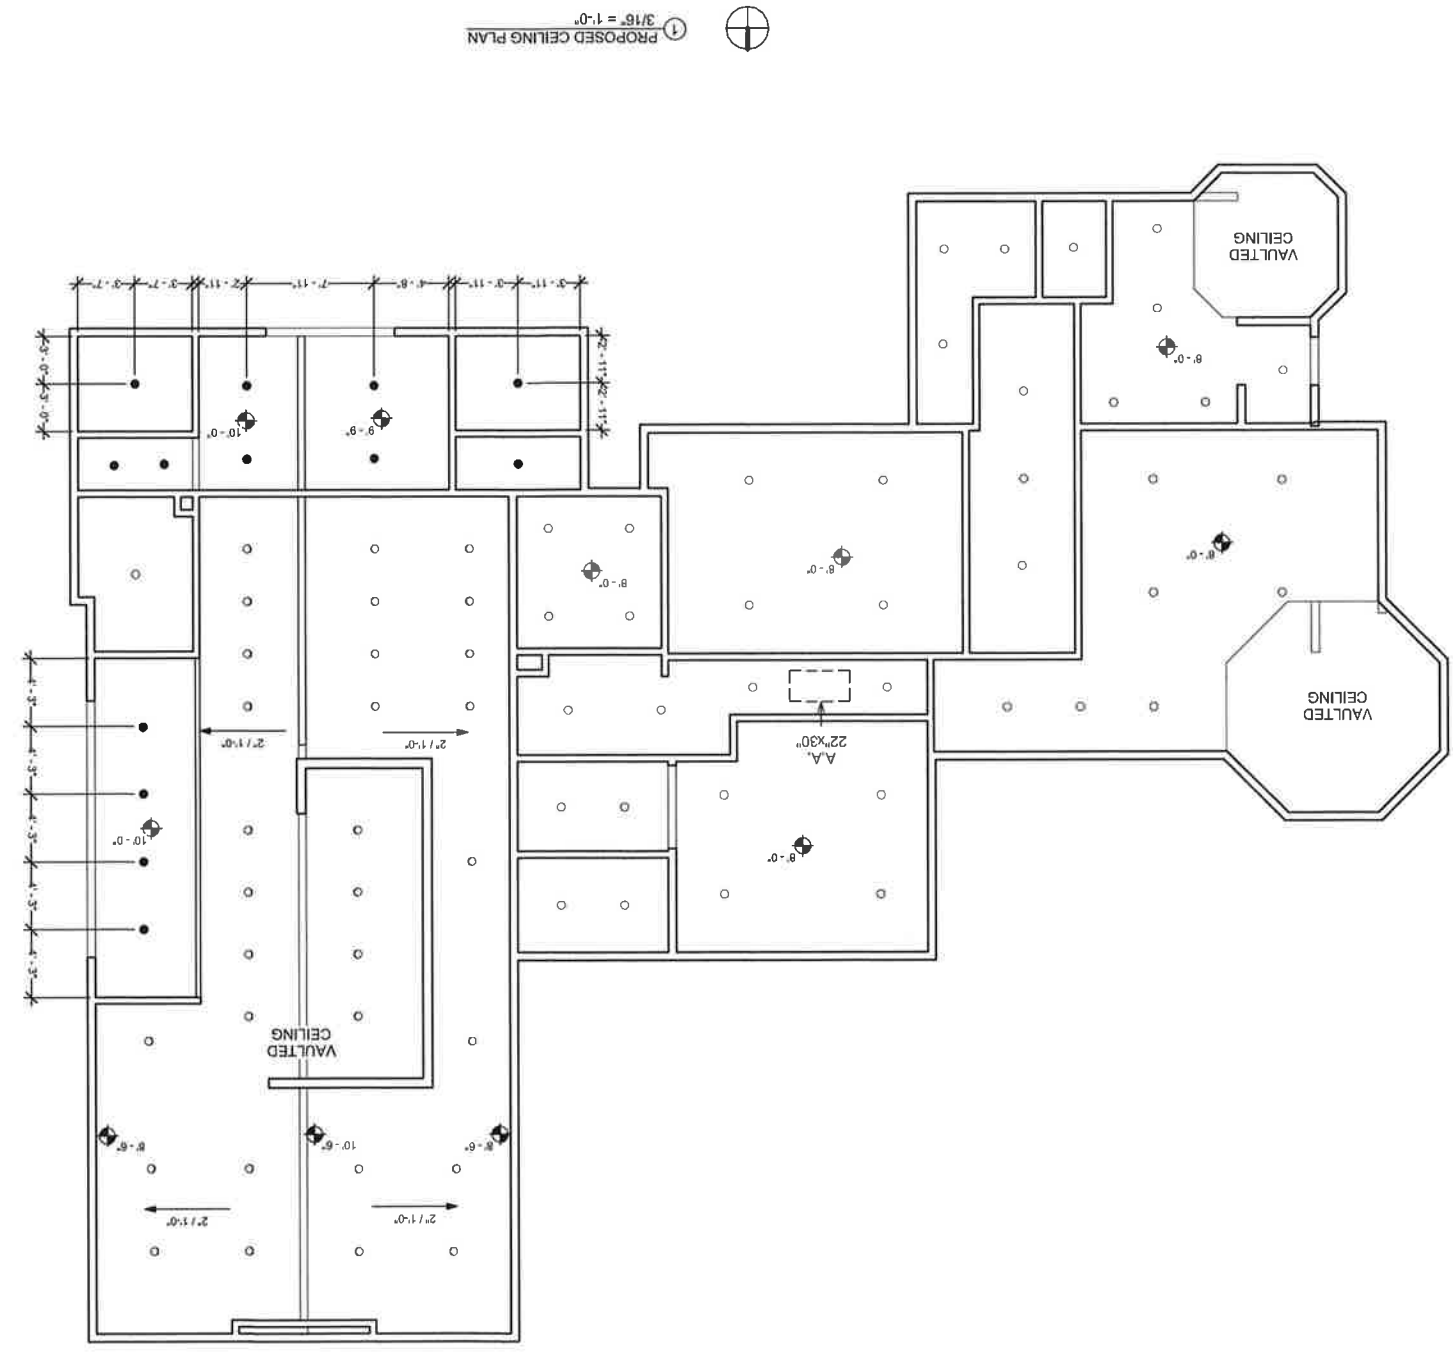 2" / 1'-0"
2" / 1'-0"
8' - 6"
10' - 6"
8' - 6"
VAULTED
CEILING
4' - 3"
4' - 3"
4' - 3"
4' - 3"
4' - 3"
8' - 0"
10' - 0"
A.A.
22"x30"
2" / 1'-0"
2" / 1'-0"
VAULTED
CEILING
8' - 0"
8' - 0"
8' - 0"
9' - 9"
10' - 0"
2' - 11"
2' - 11"
3' - 0"
3' - 0"
8' - 0"
3' - 11"
3' - 11"
4' - 8"
7' - 11"
2' - 11"
3' - 7"
3' - 7"
VAULTED
CEILING
1 PROPOSED CEILING PLAN
3/16" = 1'-0"